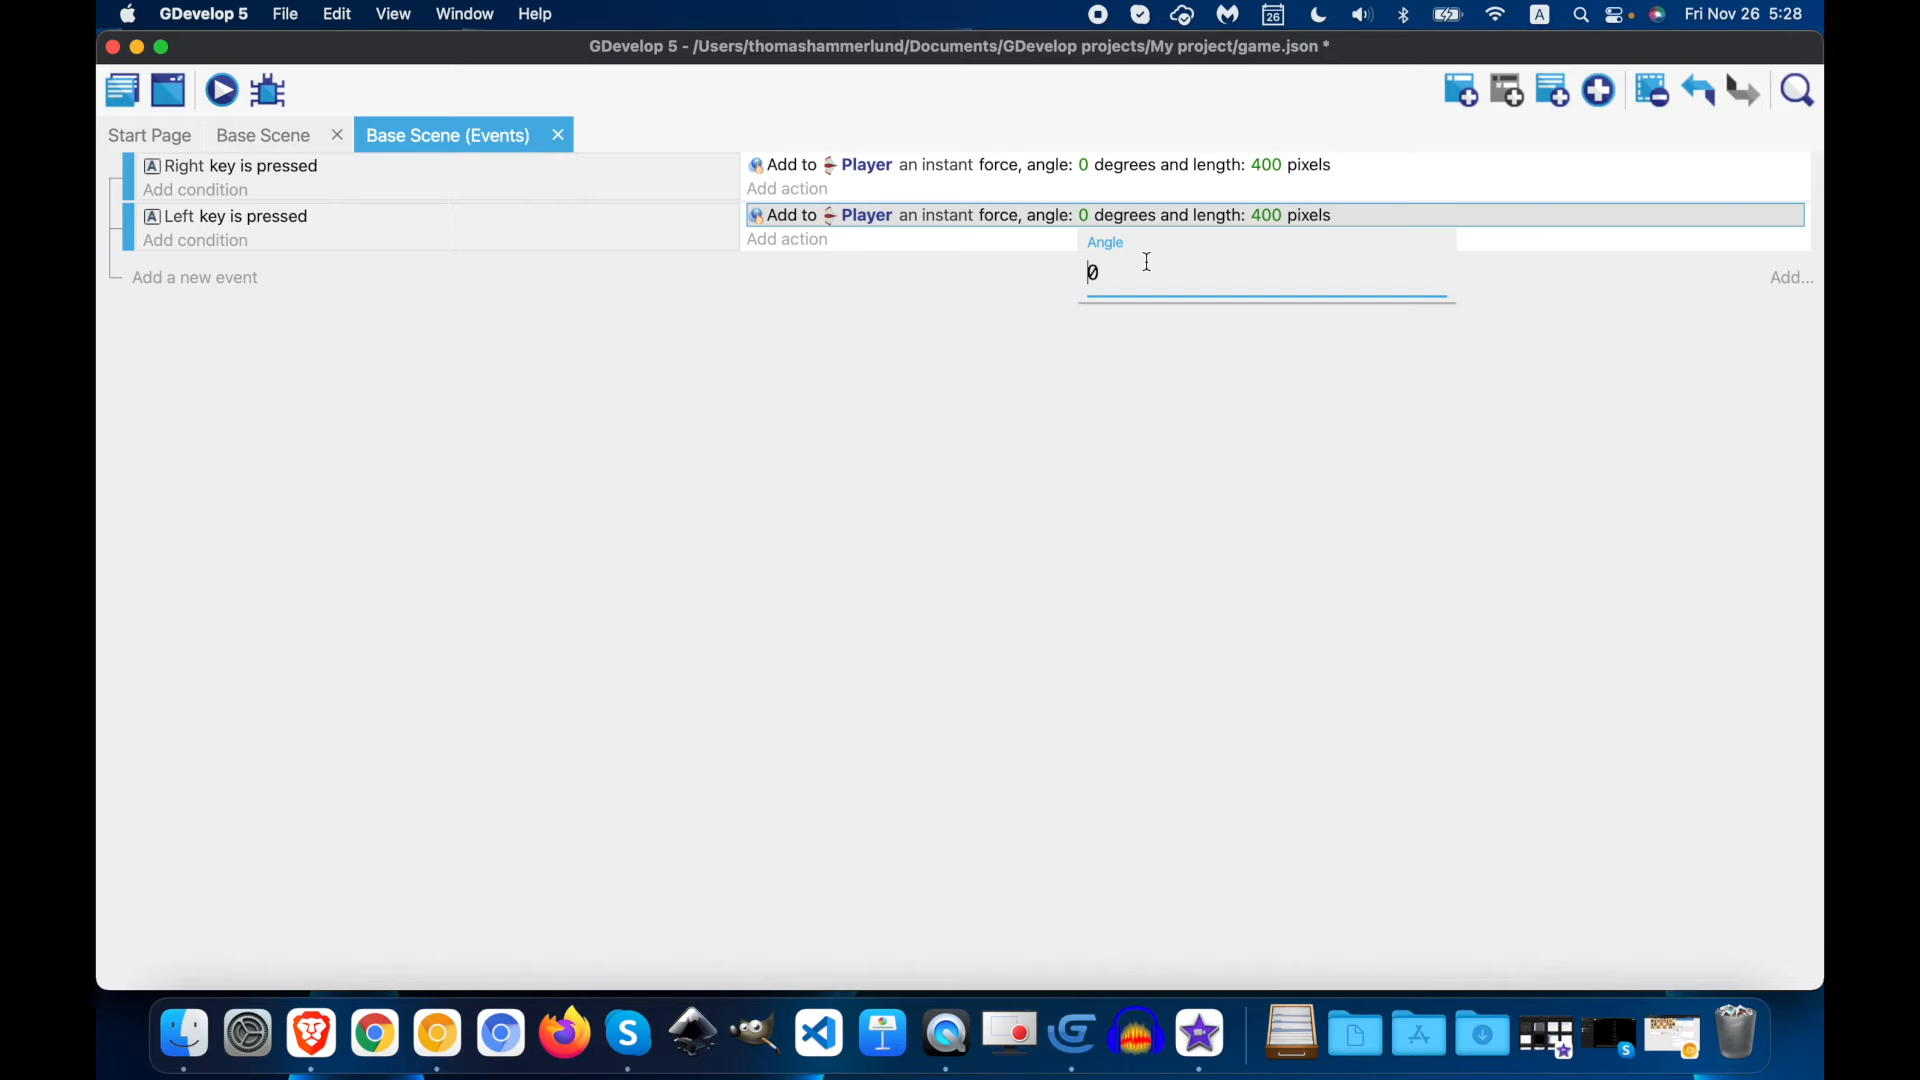 GDevelop 5 File Edit View Window Help 26 A Fri Nov 26 5:28
GDevelop 5 - /Users/thomashammerlund/Documents/GDevelop projects/My project/game.json *
Start Page Base Scene Base Scene (Events)
A Right key is pressed Add to Player an instant force, angle: 0 degrees and length: 400 pixels
Add condition Add action
A Left key is pressed Add to Player an instant force, angle: 0 degrees and length: 400 pixels
Add condition Add action
Angle
0
Add a new event Add...